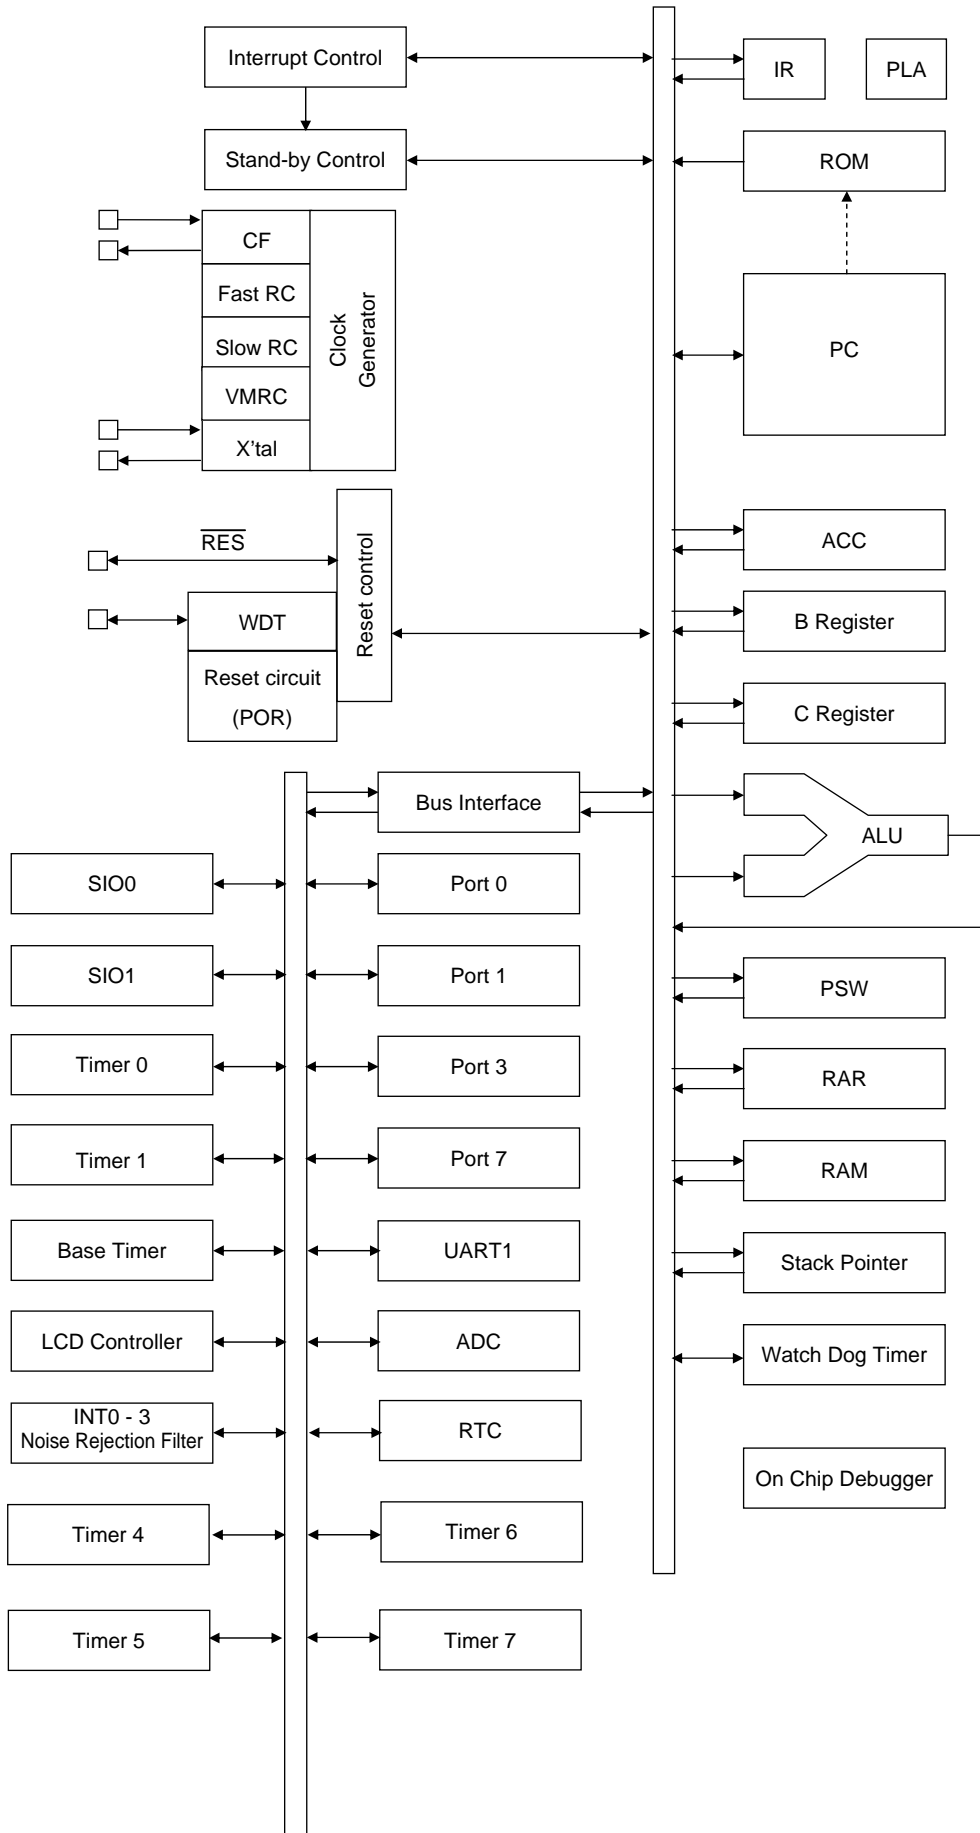 Interrupt Control
IR
PLA
Stand-by Control
ROM
CF
Fast RC
Slow RC
VMRC
X'tal
Clock
Generator
PC
RES
Reset control
WDT
Reset circuit
(POR)
ACC
B Register
C Register
Bus Interface
ALU
SIO0
Port 0
SIO1
Port 1
PSW
Timer 0
Port 3
RAR
Timer 1
Port 7
RAM
Base Timer
UART1
Stack Pointer
LCD Controller
ADC
Watch Dog Timer
INT0 - 3
Noise Rejection Filter
RTC
On Chip Debugger
Timer 4
Timer 6
Timer 5
Timer 7